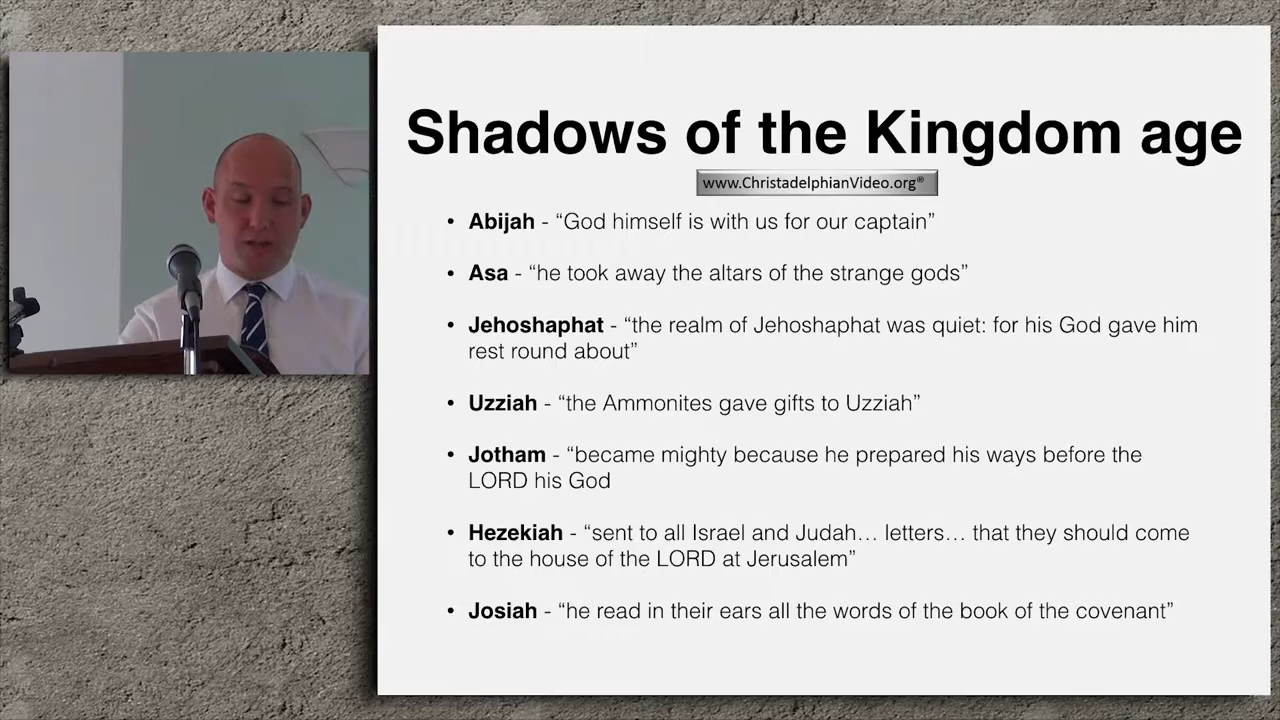 Shadows of the Kingdom age
www.ChristadelphianVideo.org®
• Abijah - “God himself is with us for our captain”
• Asa - “he took away the altars of the strange gods”
• Jehoshaphat - “the realm of Jehoshaphat was quiet: for his God gave him
rest round about”
• Uzziah - “the Ammonites gave gifts to Uzziah”
• Jotham - “became mighty because he prepared his ways before the
LORD his God
• Hezekiah - “sent to all Israel and Judah… letters… that they should come
to the house of the LORD at Jerusalem”
• Josiah - “he read in their ears all the words of the book of the covenant”